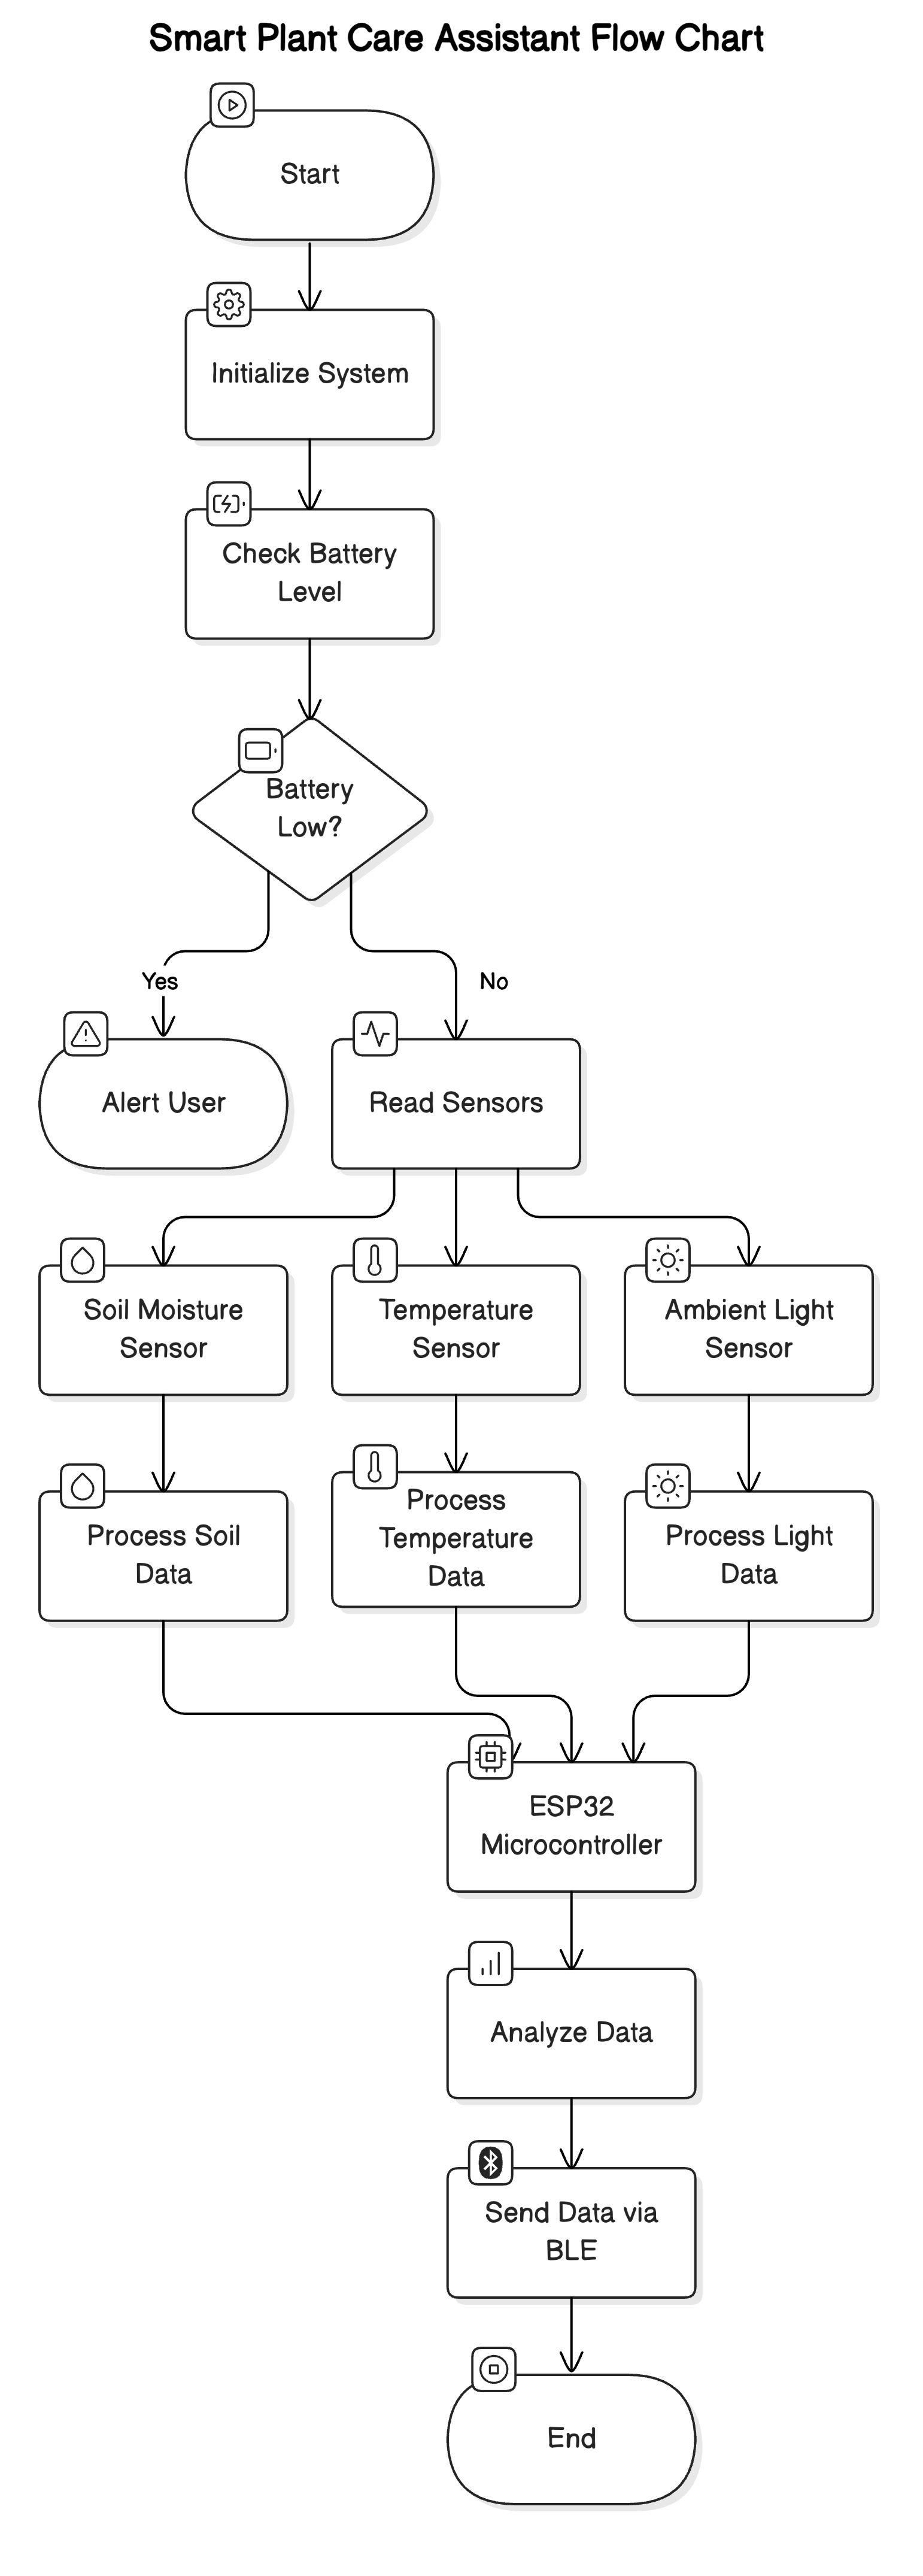 Smart Plant Care Assistant Flow Chart
Start
Initialize System
Check Battery
Level
Battery
Low?
Yes
No
Alert User
Read Sensors
Soil Moisture
Sensor
Temperature
Sensor
Ambient Light
Sensor
Process Soil
Data
Process
Temperature
Data
Process Light
Data
ESP32
Microcontroller
Analyze Data
Send Data via
BLE
End